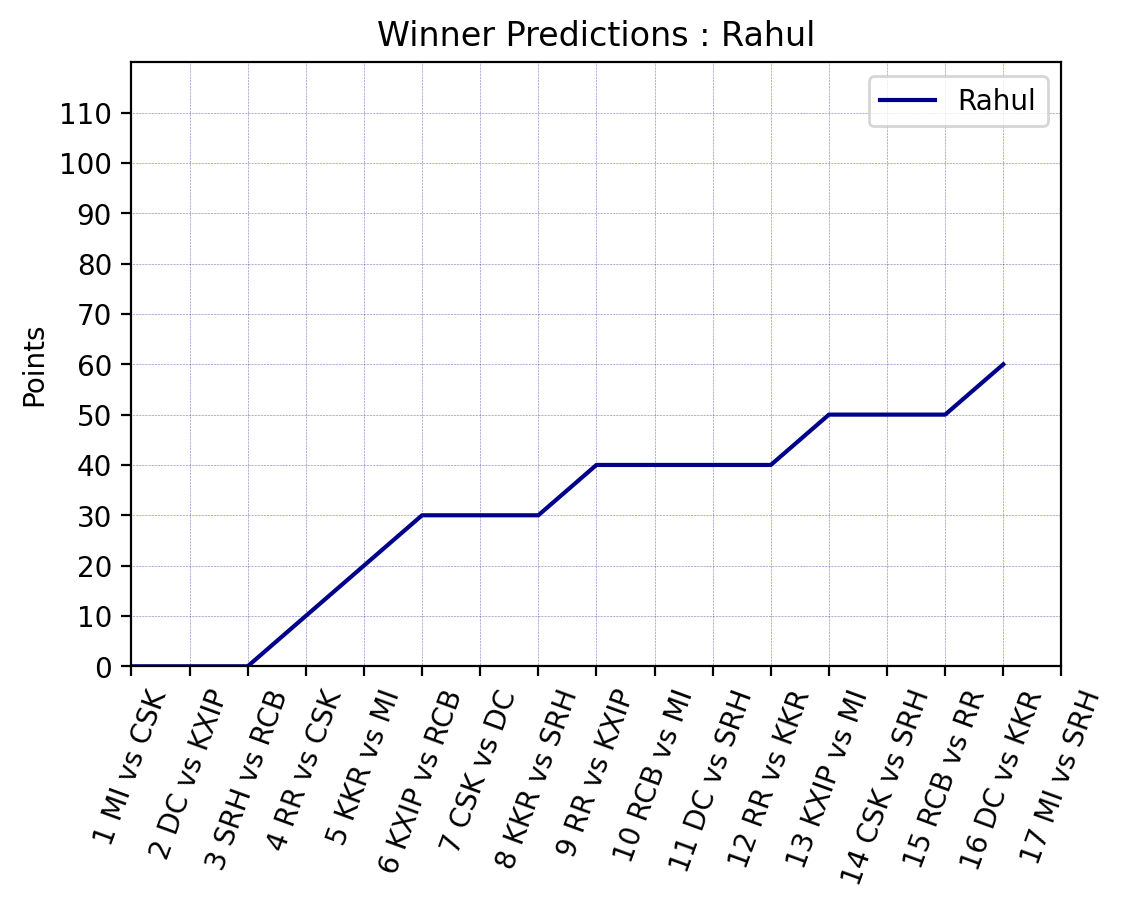 Winner Predictions : Rahul
Rahul
Points
110
100
90
80
70
60
50
40
30
20
10
0
1 MI vs CSK
2 DC vs KXIP
3 SRH vs RCB
4 RR vs CSK
5 KKR vs MI
6 KXIP vs RCB
7 CSK vs DC
8 KKR vs SRH
9 RR vs KXIP
10 RCB vs MI
11 DC vs SRH
12 RR vs KKR
13 KXIP vs MI
14 CSK vs SRH
15 RCB vs RR
16 DC vs KKR
17 MI vs SRH